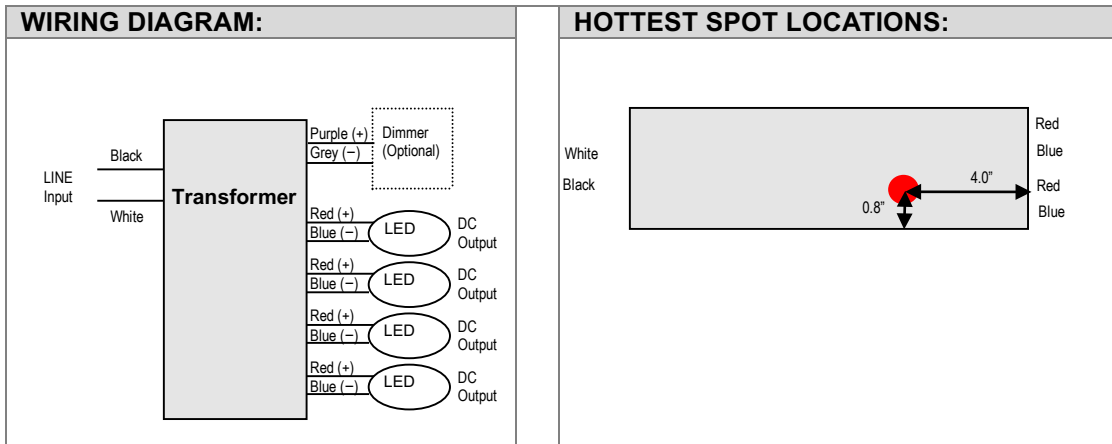 WIRING DIAGRAM:
LINE
Input
Black
White
Transformer
Purple (+)
Grey (−)
Dimmer
(Optional)
Red (+)
Blue (−)
LED
DC
Output
Red (+)
Blue (−)
LED
DC
Output
Red (+)
Blue (−)
LED
DC
Output
Red (+)
Blue (−)
LED
DC
Output
HOTTEST SPOT LOCATIONS:
White
Black
0.8"
4.0"
Red
Blue
Red
Blue